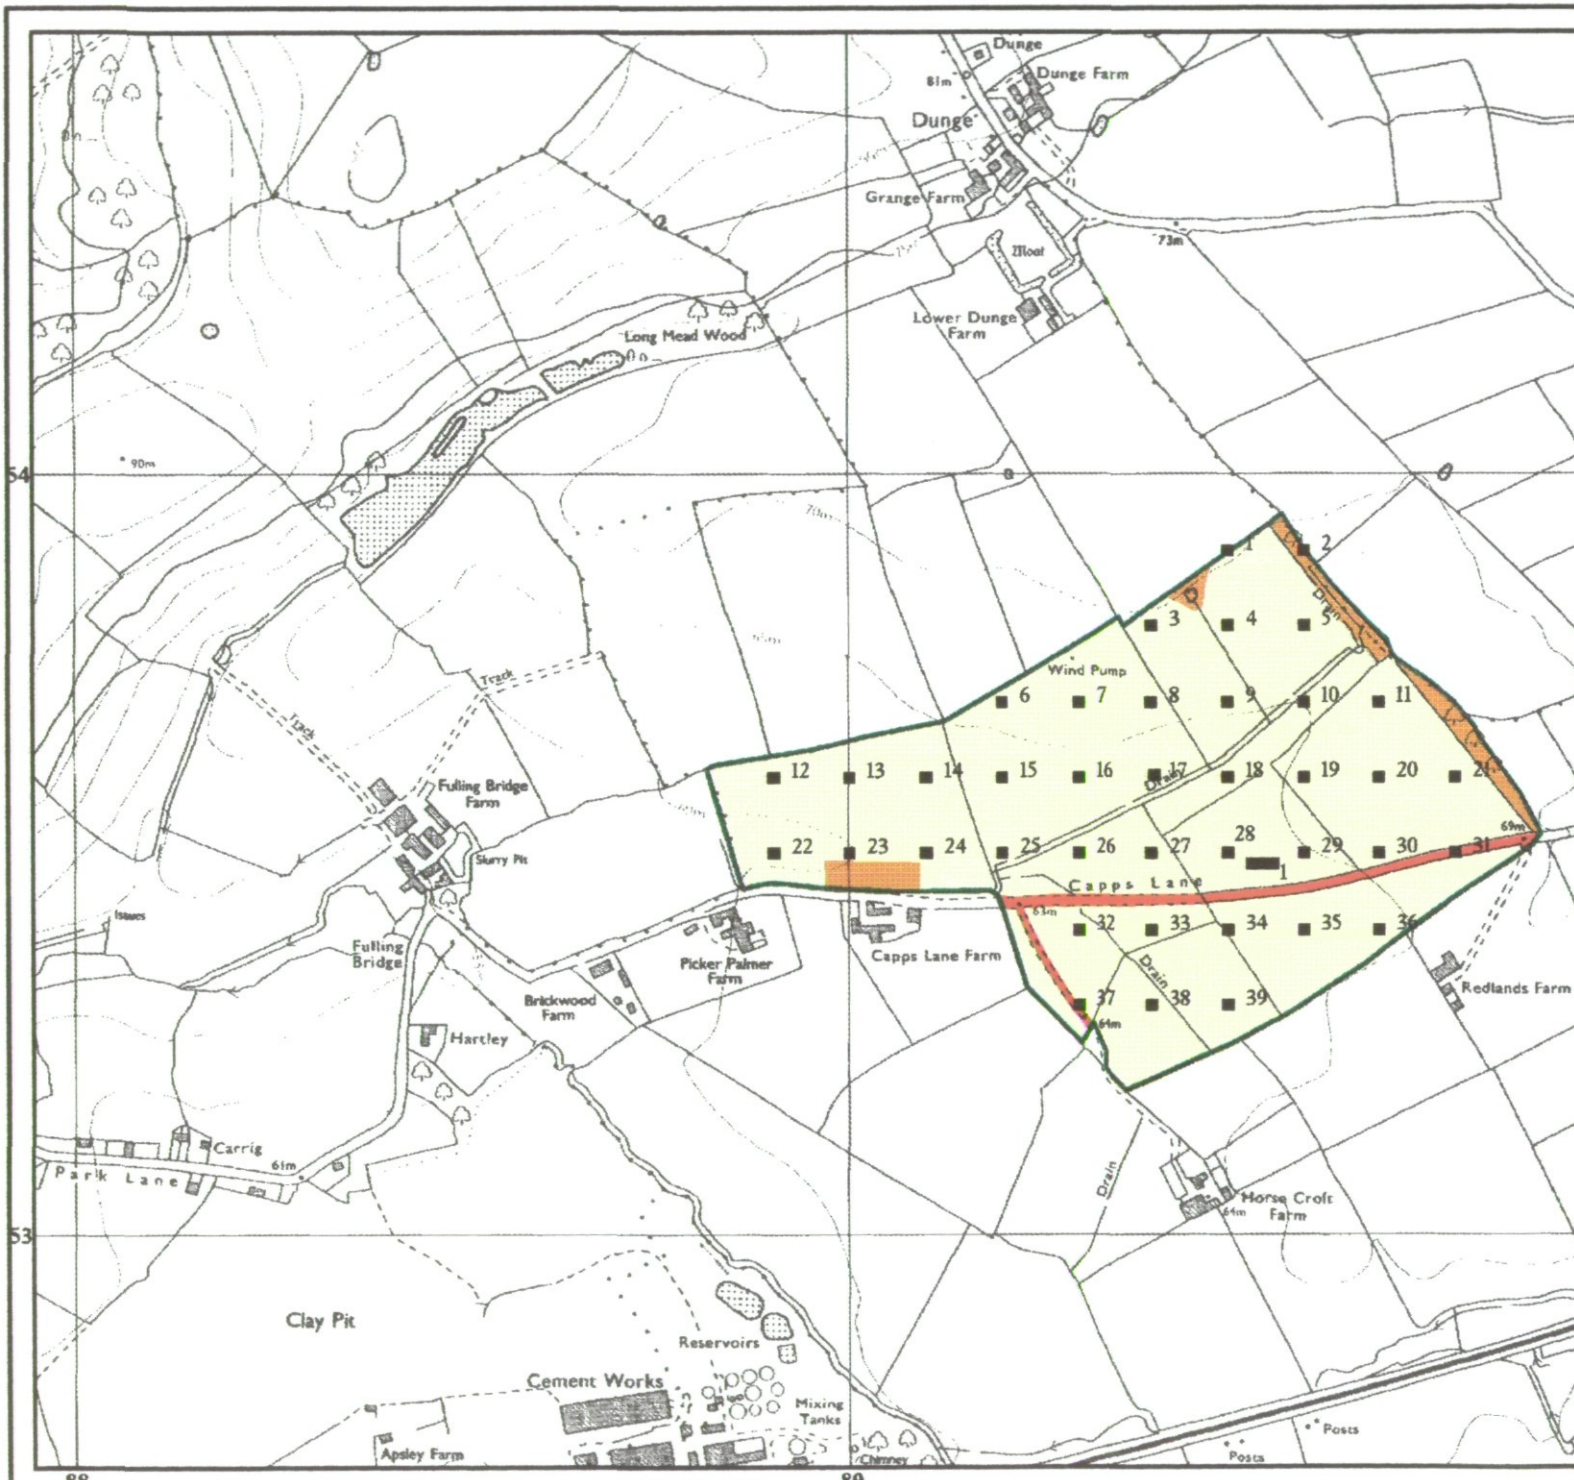 Dunge
Dunge Farm
81m
Dunge
Grange Farm
Moat
73m
Lower Dunge
Farm
Long Mead Wood
54
90m
70m
1
2
Drain
3
4
5
Wind Pump
Track
6
7
8
9
10
11
Track
12
13
14
15
16
17
18
19
20
21
Drain
Fulling Bridge
Farm
Slurry Pit
22
23
24
25
26
27
28
29
30
31
69m
1
Capps Lane
63m
Issues
Fulling
Bridge
Picker Palmer
Farm
Capps Lane Farm
32
33
34
35
36
Drain
Redlands Farm
Brickwood
Farm
Hartley
37
38
39
64m
Carrig
61m
Park Lane
Drain
Horse Croft
Farm
64m
53
Clay Pit
Reservoirs
Cement Works
Mixing
Tanks
Apsley Farm
Chimney
Posts
Posts
88
89